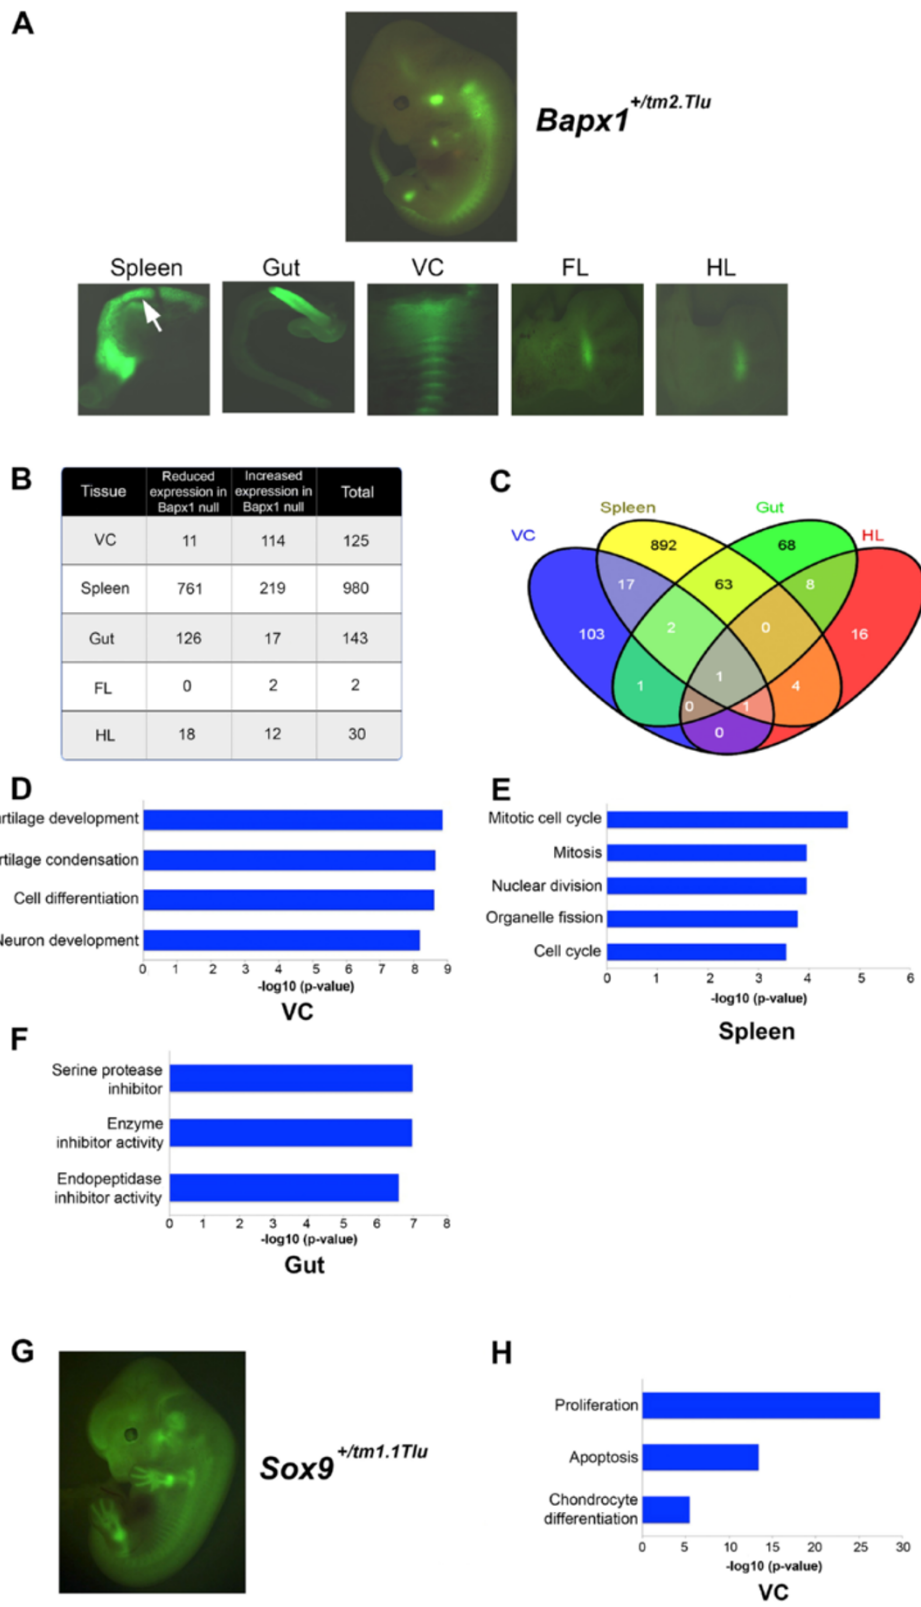 A
Bapx1+/tm2.Tlu
Spleen Gut VC FL HL
B
Tissue Reduced expression in Bapx1 null Increased expression in Bapx1 null Total
VC 11 114 125
Spleen 761 219 980
Gut 126 17 143
FL 0 2 2
HL 18 12 30
C
Spleen Gut
VC HL
892 68
17 63 8
103 2 0 16
1 1 4
0 1
0
D
rtilage development
rtilage condensation
Cell differentiation
Neuron development
0 1 2 3 4 5 6 7 8 9
-log10 (p-value)
VC
E
Mitotic cell cycle
Mitosis
Nuclear division
Organelle fission
Cell cycle
0 1 2 3 4 5 6
-log10 (p-value)
Spleen
F
Serine protease
inhibitor
Enzyme
inhibitor activity
Endopeptidase
inhibitor activity
0 1 2 3 4 5 6 7 8
-log10 (p-value)
Gut
G
Sox9+/tm1.1Tlu
H
Proliferation
Apoptosis
Chondrocyte
differentiation
0 5 10 15 20 25 30
-log10 (p-value)
VC